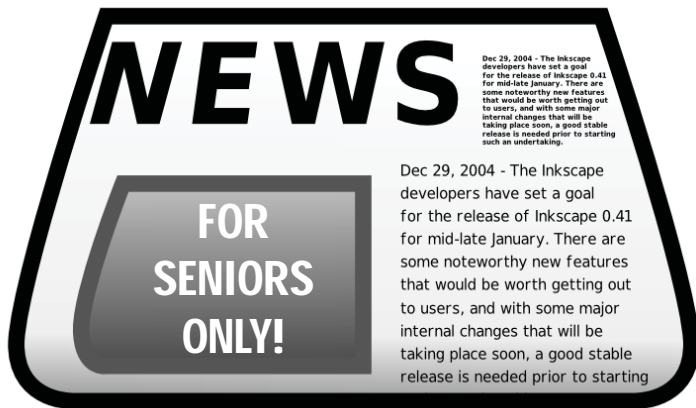 NEWS
Dec 29, 2004 - The Inkscape
developers have set a goal
for the release of Inkscape 0.41
for mid-late January. There are
some noteworthy new features
that would be worth getting out
to users, and with some major
internal changes that will be
taking place soon, a good stable
release is needed prior to starting
such an undertaking.
FOR
SENIORS
ONLY!
Dec 29, 2004 - The Inkscape
developers have set a goal
for the release of Inkscape 0.41
for mid-late January. There are
some noteworthy new features
that would be worth getting out
to users, and with some major
internal changes that will be
taking place soon, a good stable
release is needed prior to starting